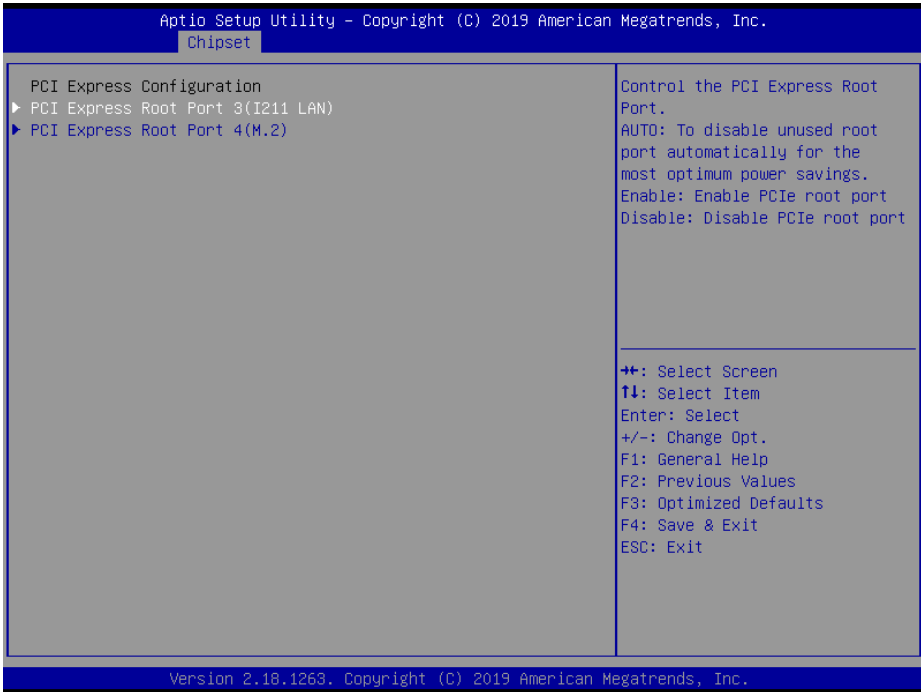 Aptio Setup Utility – Copyright (C) 2019 American Megatrends, Inc.
Chipset
PCI Express Configuration
▶ PCI Express Root Port 3(I211 LAN)
▶ PCI Express Root Port 4(M.2)
Control the PCI Express Root
Port.
AUTO: To disable unused root
port automatically for the
most optimum power savings.
Enable: Enable PCIe root port
Disable: Disable PCIe root port
→←: Select Screen
↑↓: Select Item
Enter: Select
+/-: Change Opt.
F1: General Help
F2: Previous Values
F3: Optimized Defaults
F4: Save & Exit
ESC: Exit
Version 2.18.1263. Copyright (C) 2019 American Megatrends, Inc.